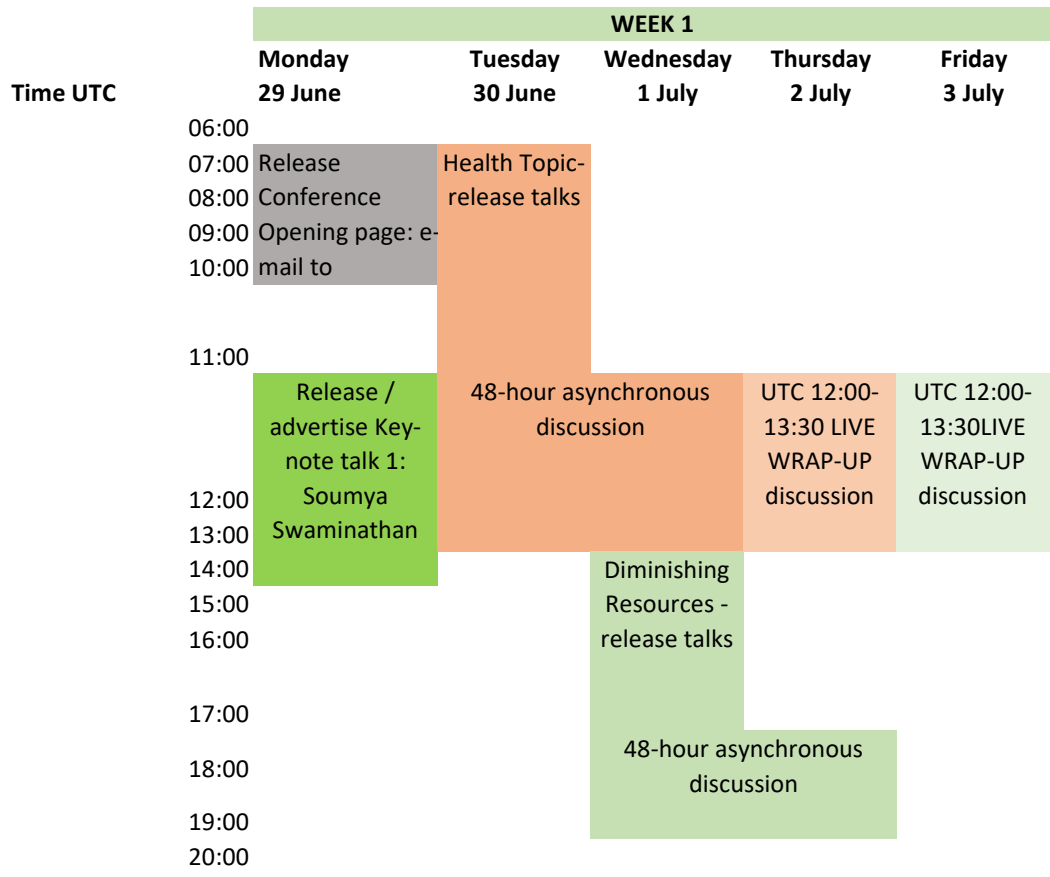 WEEK 1
Monday Tuesday Wednesday Thursday Friday
Time UTC 29 June 30 June 1 July 2 July 3 July
06:00
07:00 Release Health Topic-
08:00 Conference release talks
09:00 Opening page: e-
10:00 mail to
11:00
Release / 48-hour asynchronous UTC 12:00- UTC 12:00-
advertise Key- discussion 13:30 LIVE 13:30LIVE
note talk 1: WRAP-UP WRAP-UP
12:00 Soumya discussion discussion
13:00 Swaminathan
14:00 Diminishing
15:00 Resources -
16:00 release talks
17:00
48-hour asynchronous
18:00
discussion
19:00
20:00